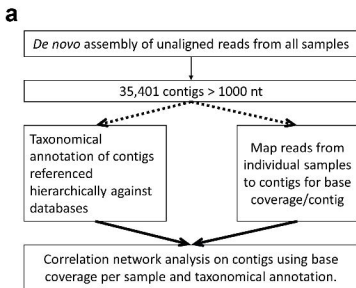 a
De novo assembly of unaligned reads from all samples
35,401 contigs > 1000 nt
Taxonomical
annotation of contigs
referenced
hierarchically against
databases
Map reads from
individual samples
to contigs for base
coverage/contig
Correlation network analysis on contigs using base
coverage per sample and taxonomical annotation.